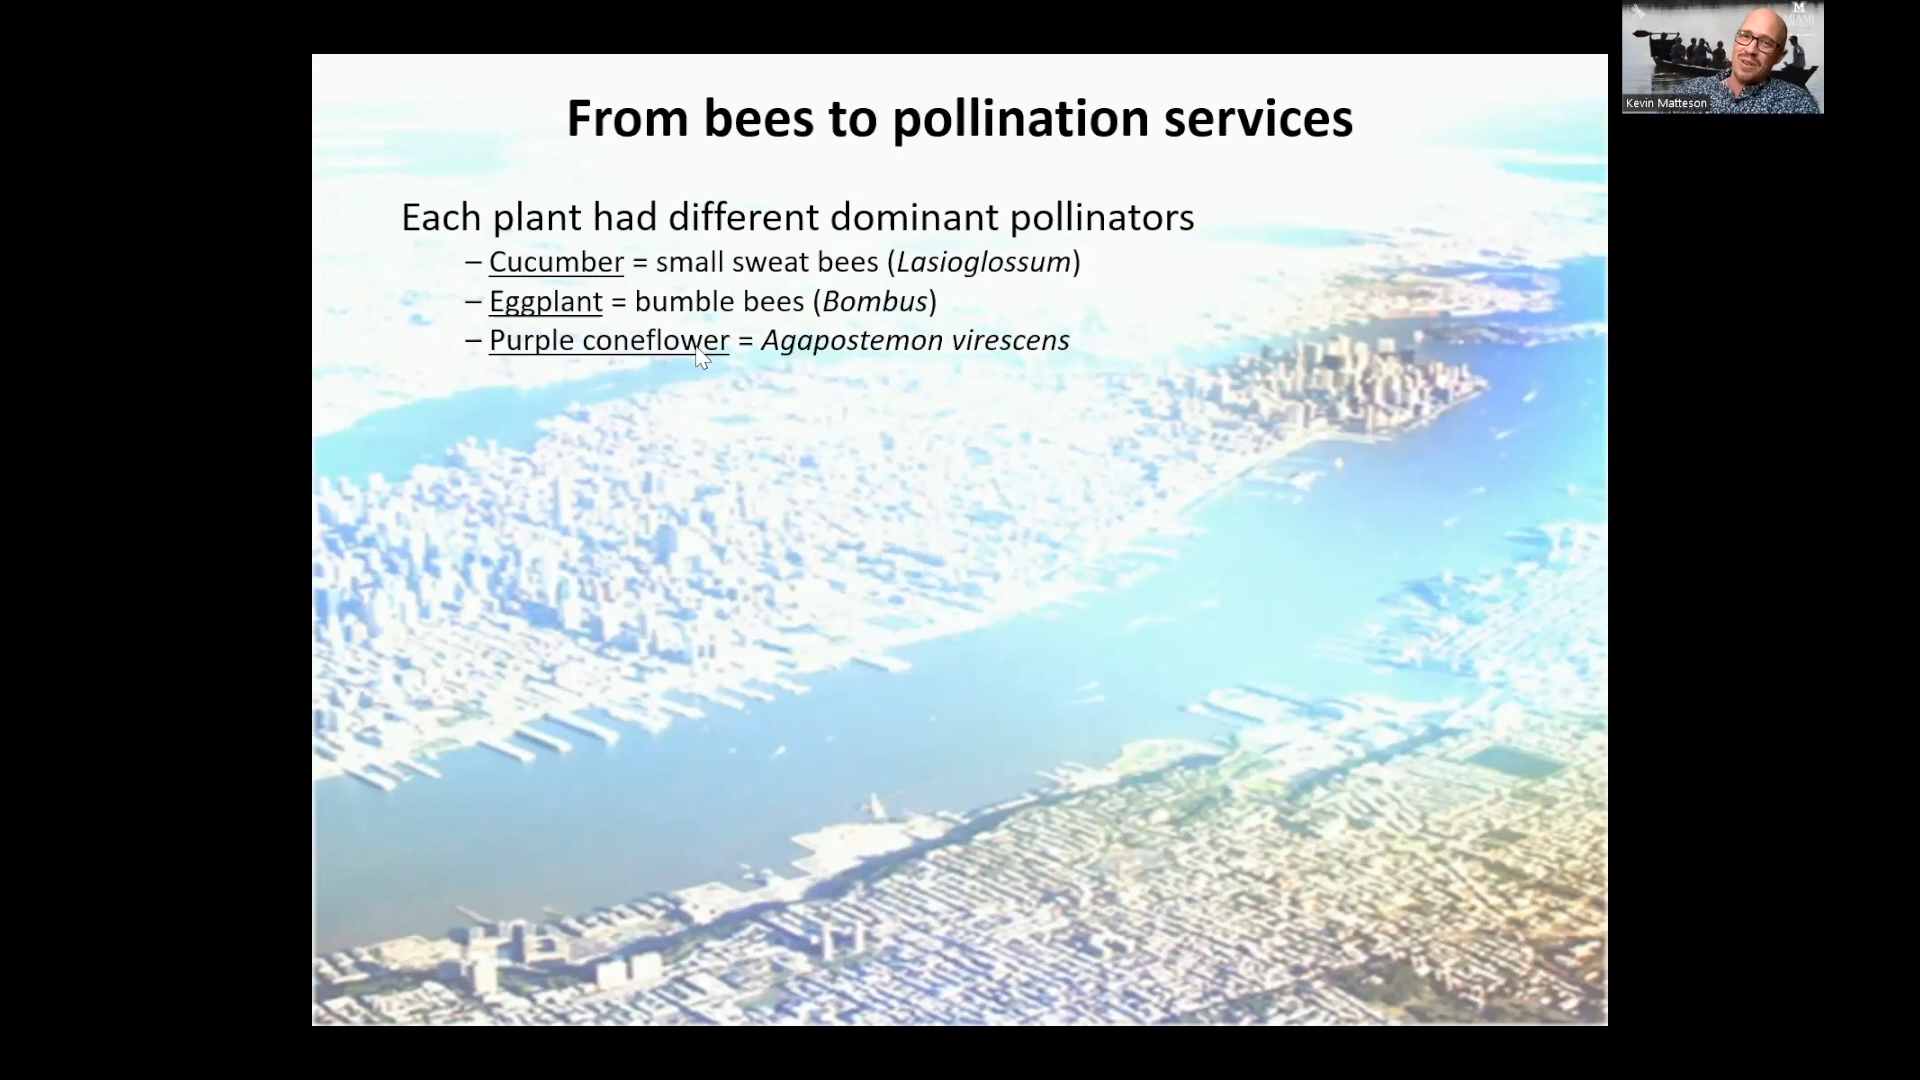 From bees to pollination services
Each plant had different dominant pollinators
– Cucumber = small sweat bees (Lasioglossum)
– Eggplant = bumble bees (Bombus)
– Purple coneflower = Agapostemon virescens
M
Kevin Matteson